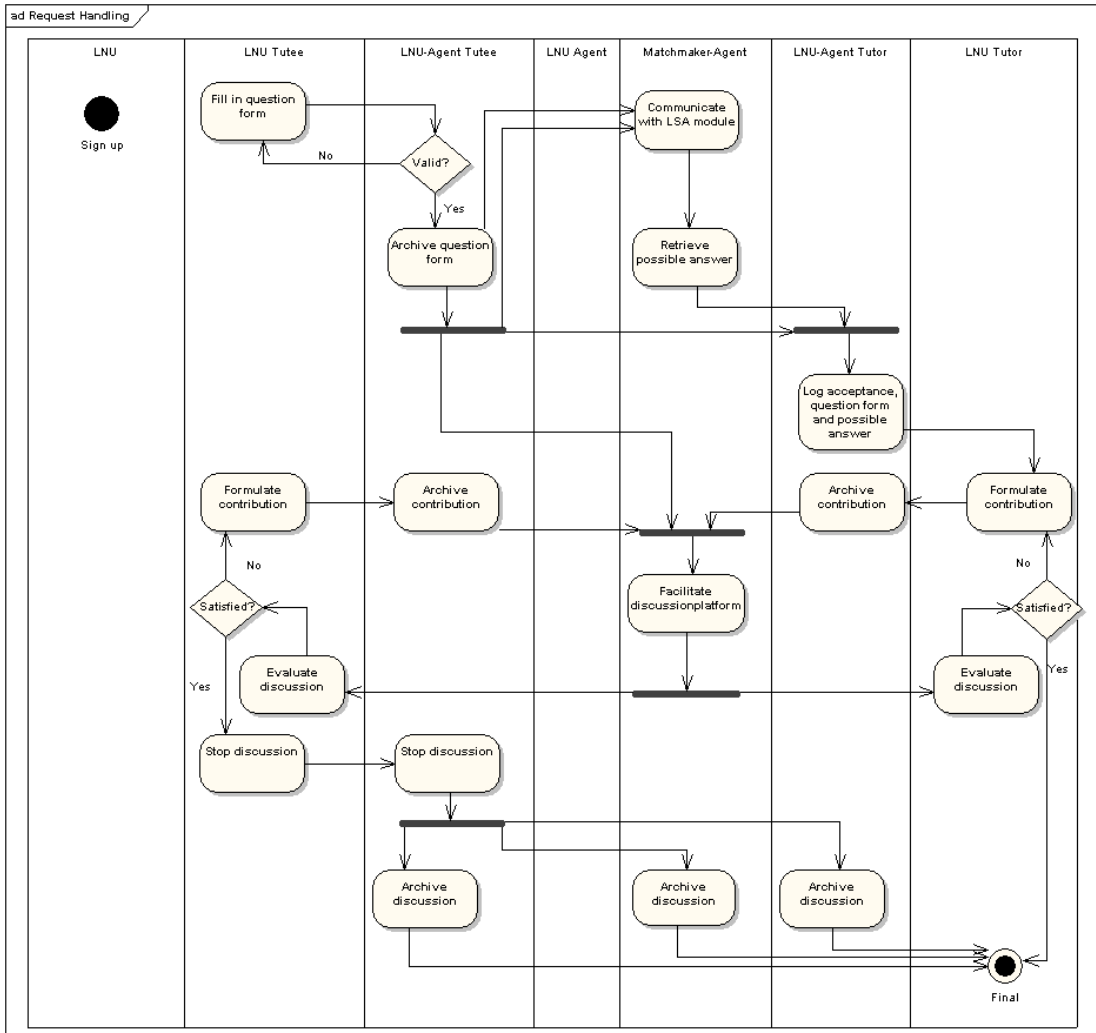 ad Request Handling
LNU
LNU Tutee
LNU-Agent Tutee
LNU Agent
Matchmaker-Agent
LNU-Agent Tutor
LNU Tutor
Sign up
Fill in question
form
Communicate
with LSA module
No
Valid?
Yes
Archive question
form
Retrieve
possible answer
Log acceptance,
question form
and possible
answer
Formulate
contribution
Archive
contribution
Archive
contribution
Formulate
contribution
No
No
Satisfied?
Facilitate
discussionplatform
Satisfied?
Yes
Evaluate
discussion
Evaluate
discussion
Yes
Stop discussion
Stop discussion
Archive
discussion
Archive
discussion
Archive
discussion
Final